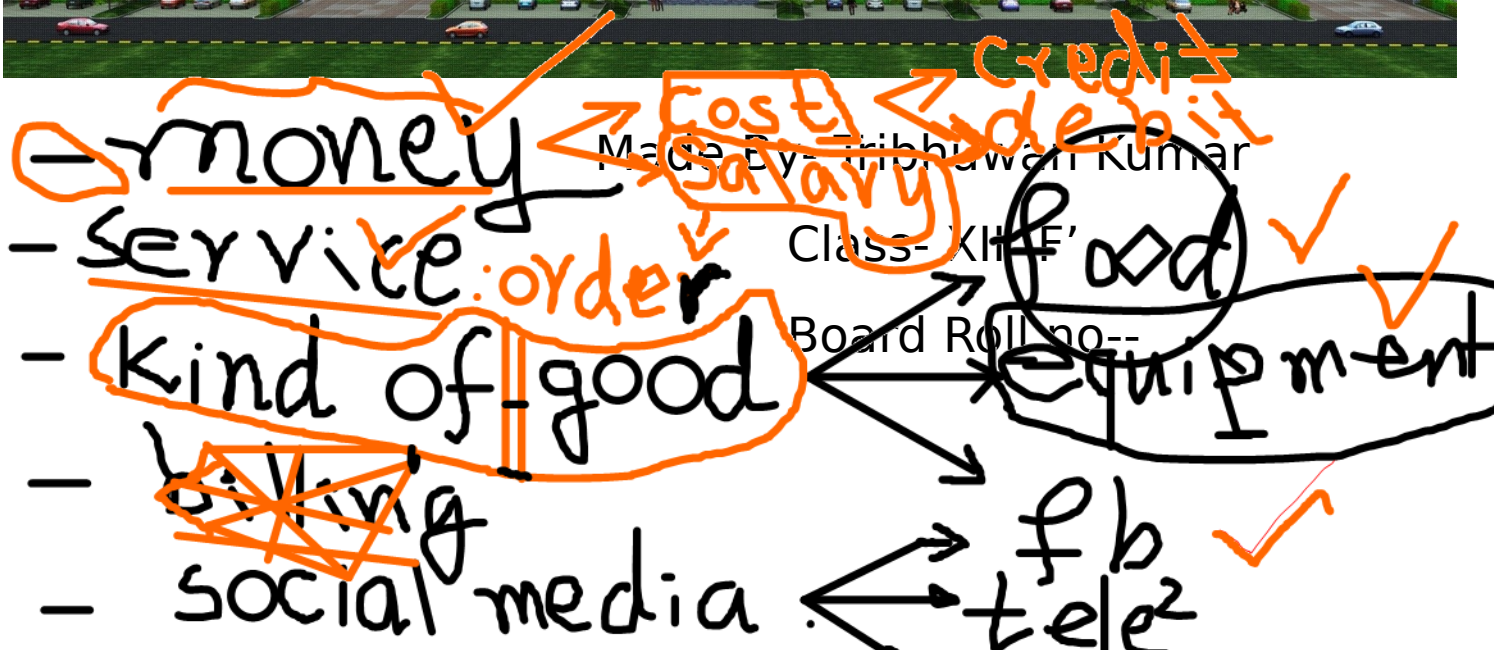 credit
cost
debit
- money
Made By- Tribhuwan Kumar
salary
- service : order
Class- XII 'F'
food
- kind of - good
Board Roll no--
equipment
- billing
fb
- social media
tele²